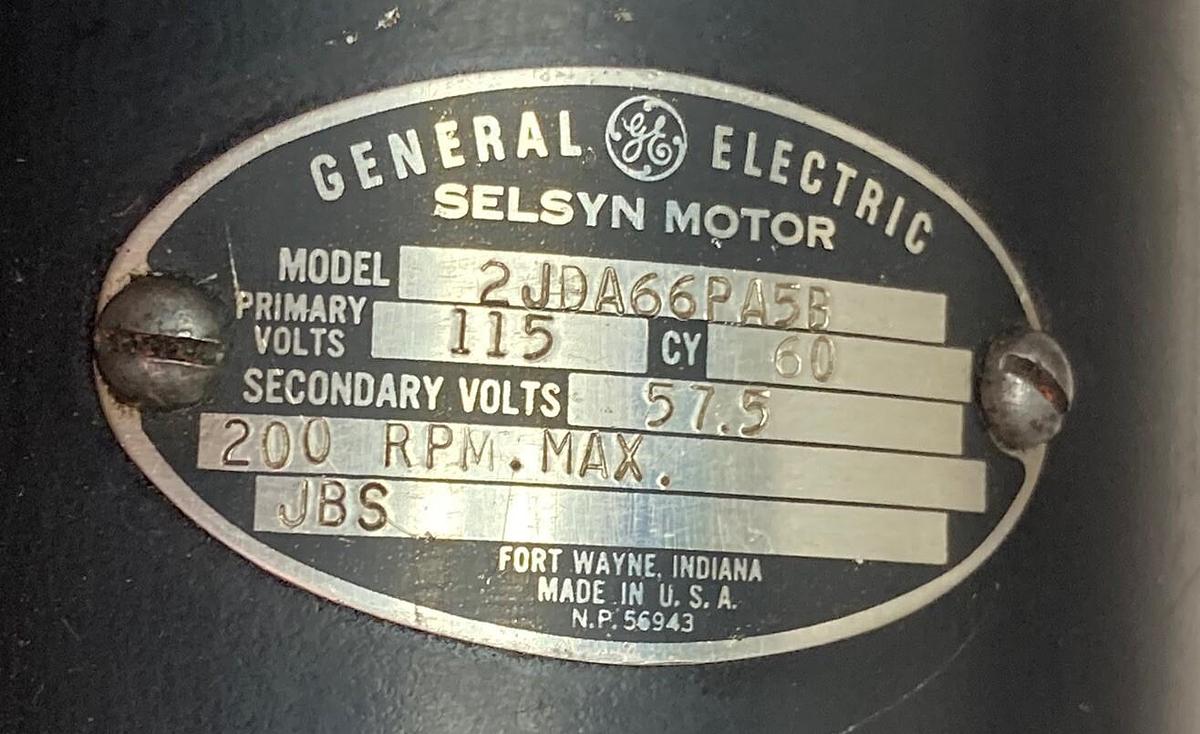 GENERAL GE ELECTRIC
SELSYN MOTOR
MODEL 2JDA66PA5B
PRIMARY VOLTS 115 CY 60
SECONDARY VOLTS 57.5
200 RPM. MAX.
JBS
FORT WAYNE, INDIANA
MADE IN U.S.A.
N.P. 56943